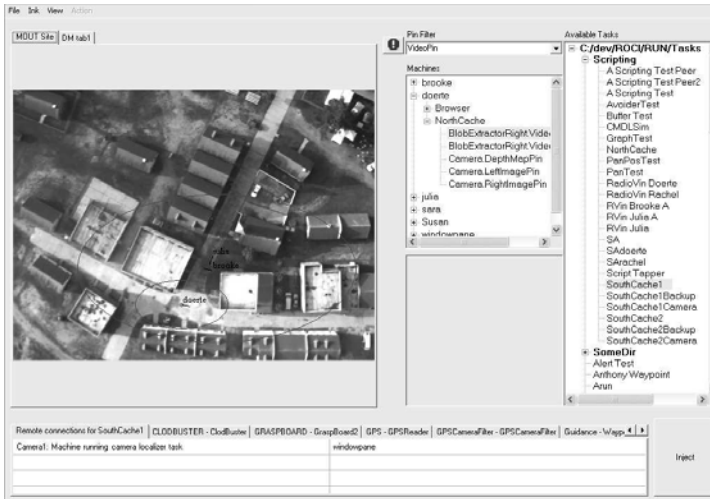 File Ink View Action
MOUT Site DM tab1
doerte
brooke
Pin Filter
VideoPin
Machines
brooke
doerte
Browser
NorthCache
BlobExtractorRight.Video
BlobExtractorRight.Video
Camera.DepthMapPin
Camera.LeftImagePin
Camera.RightImagePin
julia
sara
Susan
windowpane
Available Tasks
C:/dev/ROCI/RUN/Tasks
Scripting
A Scripting Test Peer
A Scripting Test Peer2
A Scripting Test
AvoiderTest
Butter Test
CMDLSim
GraphTest
NorthCache
PanPosTest
PanTest
RadioVin Doerte
RadioVin Rachel
RVin Brooke A
RVin Julia A
RVin Julia
SA
SAdoerte
SArachel
Script Tapper
SouthCache1
SouthCache1Backup
SouthCache1Camera
SouthCache2
SouthCache2Backup
SouthCache2Camera
SomeDir
Alert Test
Anthony Waypoint
Arun
Remote connections for SouthCache1 CLODBUSTER - ClodBuster GRASPBOARD - GraspBoard2 GPS - GPSReader GPSCameraFilter - GPSCameraFilter Guidance - Wayp
Camera1: Machine running camera localizer task. windowpane
Inject